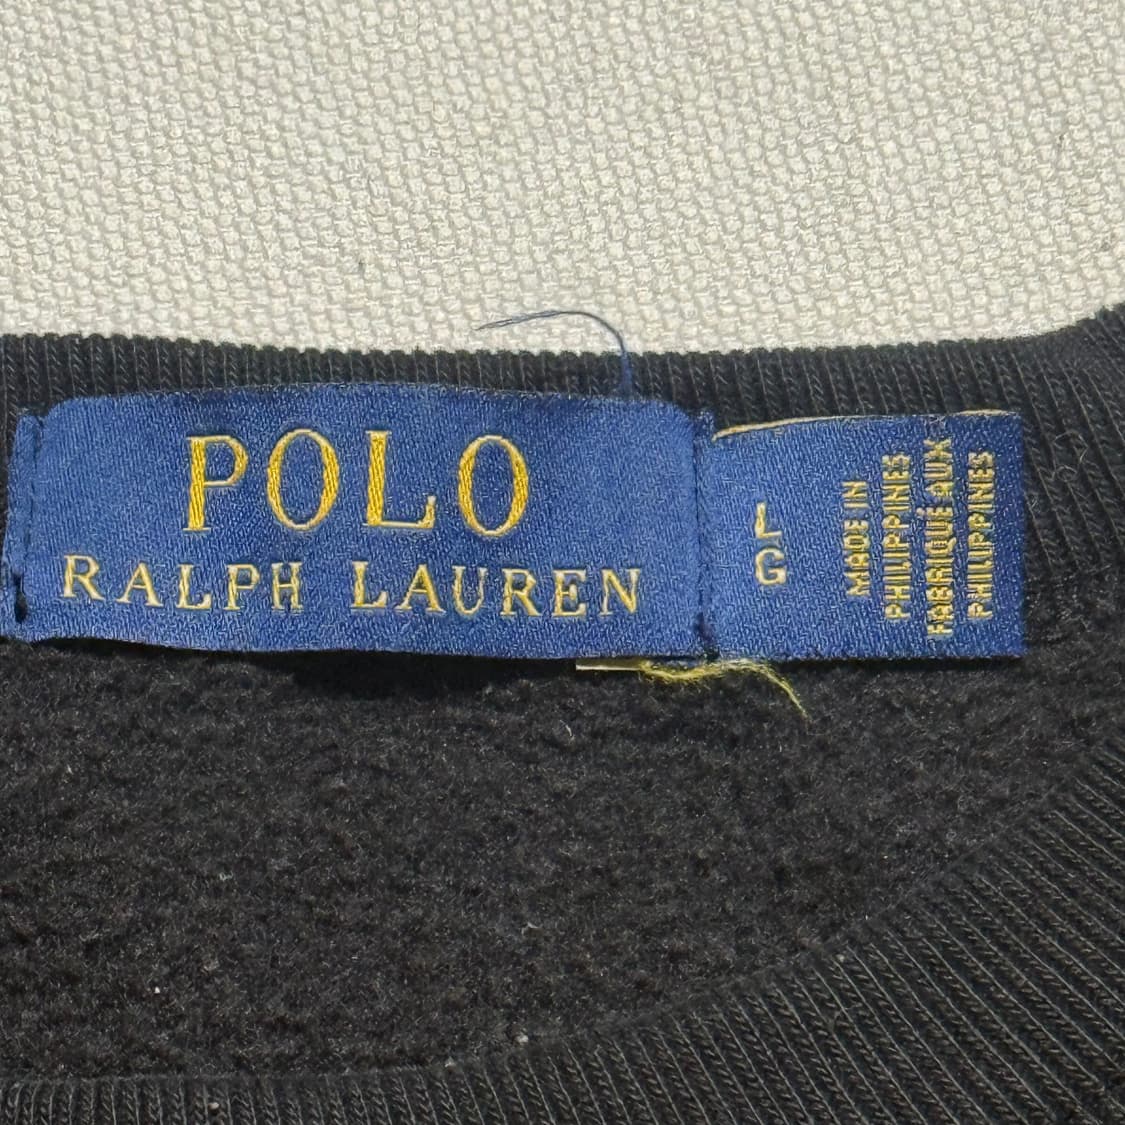 POLO
RALPH LAUREN
L
G
MADE IN
PHILIPPINES
FABRIQUÉ AUX
PHILIPPINES